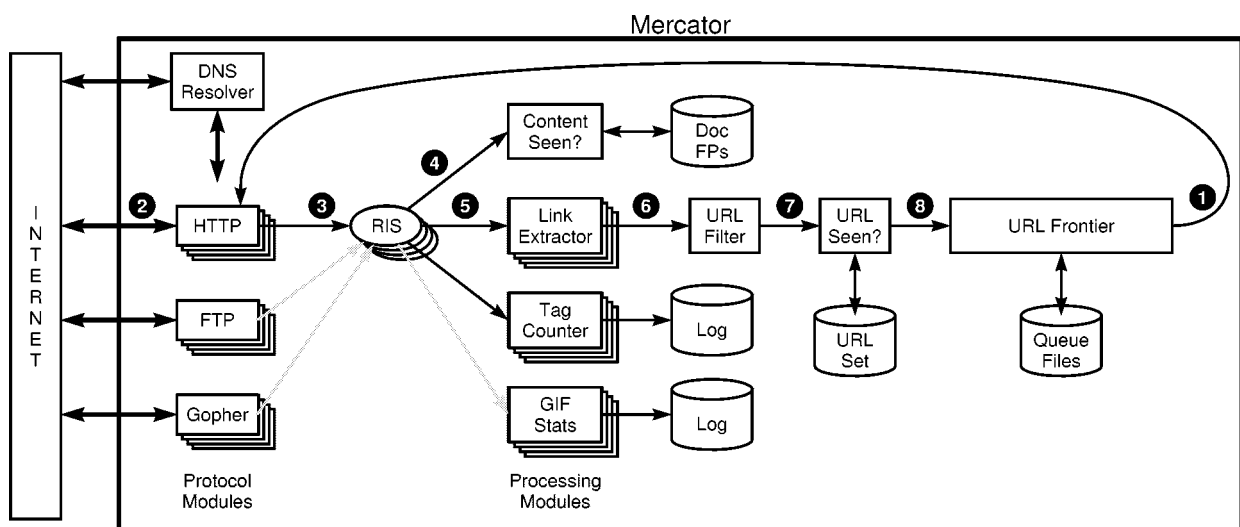 Mercator
INTERNET
DNS
Resolver
Content
Seen?
Doc
FPs
4
1
2
HTTP
3
RIS
5
Link
Extractor
6
URL
Filter
7
URL
Seen?
8
URL Frontier
FTP
Tag
Counter
Log
URL
Set
Queue
Files
Gopher
GIF
Stats
Log
Protocol
Modules
Processing
Modules